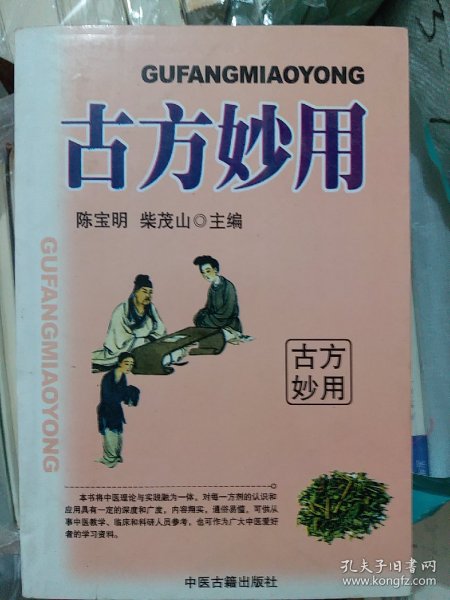 GUFANGMIAOYONG
古方妙用
陈宝明 柴茂山◎主编
GUFANGMIAOYONG
古方
妙用
本书将中医理论与实践融为一体，对每一方剂的认识和
应用具有一定的深度和广度，内容翔实，通俗易懂，可供从
事中医教学、临床和科研人员参考，也可作为广大中医爱好
者的学习资料。
中医古籍出版社
孔夫子旧书网
www.kongfz.com